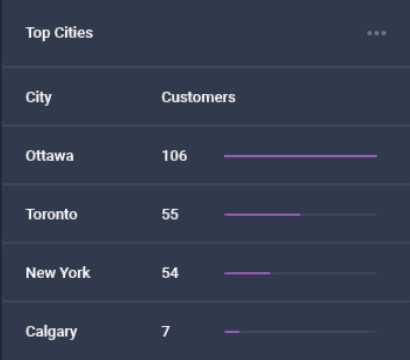 Top Cities
City Customers
Ottawa 106
Toronto 55
New York 54
Calgary 7